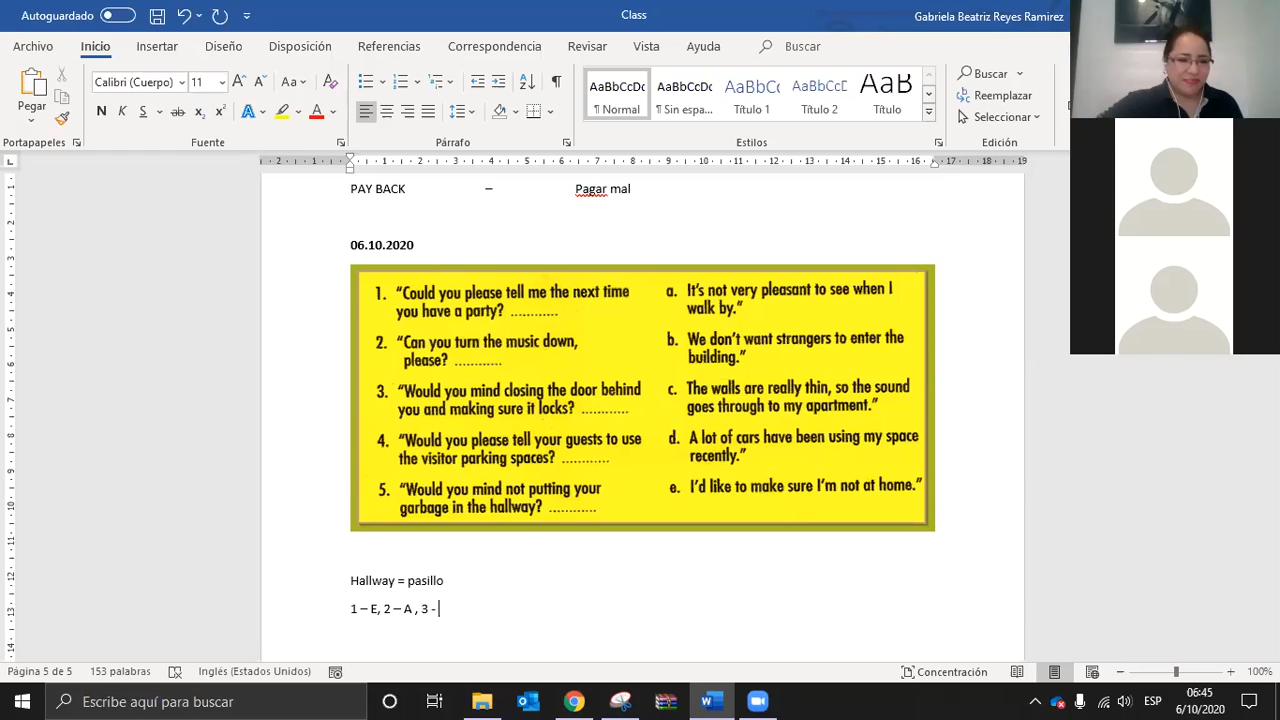 Autoguardado
Class
Gabriela Beatriz Reyes Ramirez
Archivo Inicio Insertar Diseño Disposición Referencias Correspondencia Revisar Vista Ayuda Buscar
Pegar
Calibri (Cuerpo) 11
AaBbCcDc AaBbCcDc AaBbCc AaBbCcD AaB
¶ Normal ¶ Sin espa... Título 1 Título 2 Título
Buscar
Reemplazar
Seleccionar
Portapapeles Fuente Párrafo Estilos Edición
PAY BACK – Pagar mal
06.10.2020
1. “Could you please tell me the next time
you have a party? ............
2. “Can you turn the music down,
please? ............
3. “Would you mind closing the door behind
you and making sure it locks? ............
4. “Would you please tell your guests to use
the visitor parking spaces? ............
5. “Would you mind not putting your
garbage in the hallway? ............
a. It’s not very pleasant to see when I
walk by.”
b. We don’t want strangers to enter the
building.”
c. The walls are really thin, so the sound
goes through to my apartment.”
d. A lot of cars have been using my space
recently.”
e. I’d like to make sure I’m not at home.”
Hallway = pasillo
1 – E, 2 – A , 3 -
Página 5 de 5 153 palabras Inglés (Estados Unidos) Concentración 100%
Escribe aquí para buscar
ESP
06:45
6/10/2020